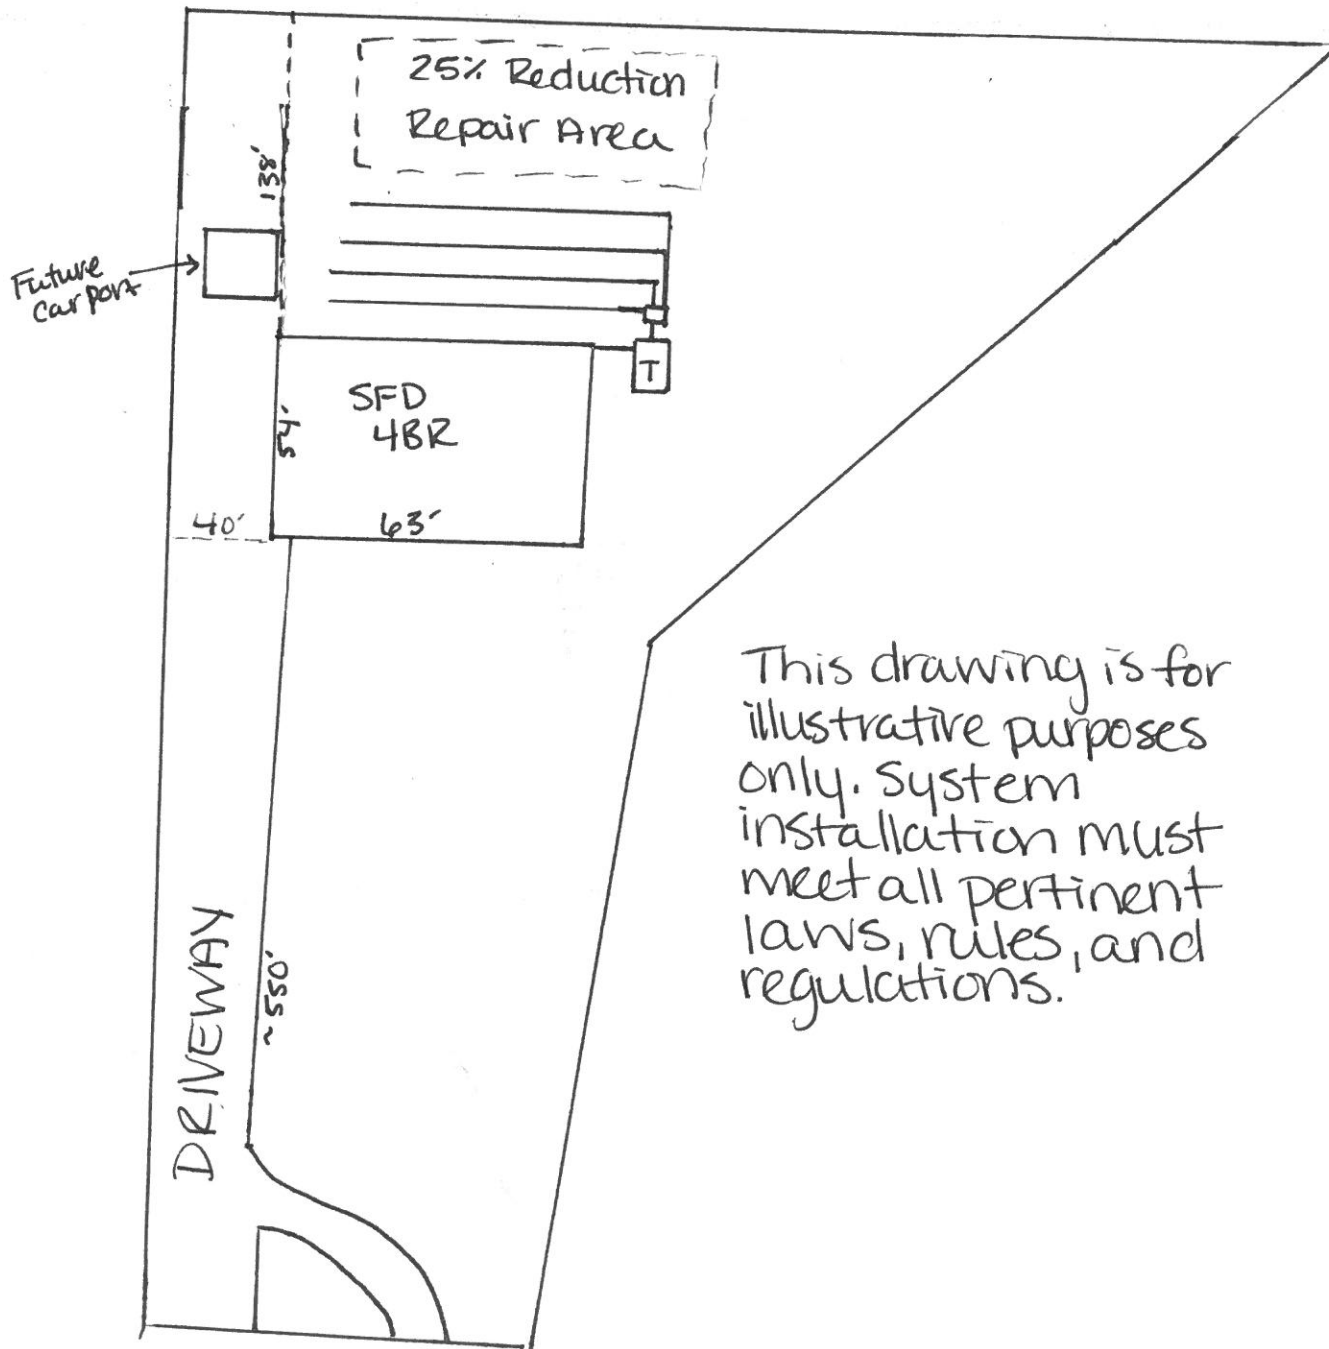 25% Reduction
Repair Area
138'
Future
carport
T
SFD
4BR
54'
40'
63'
This drawing is for
illustrative purposes
only. System
installation must
meet all pertinent
laws, rules, and
regulations.
DRIVEWAY
~550'